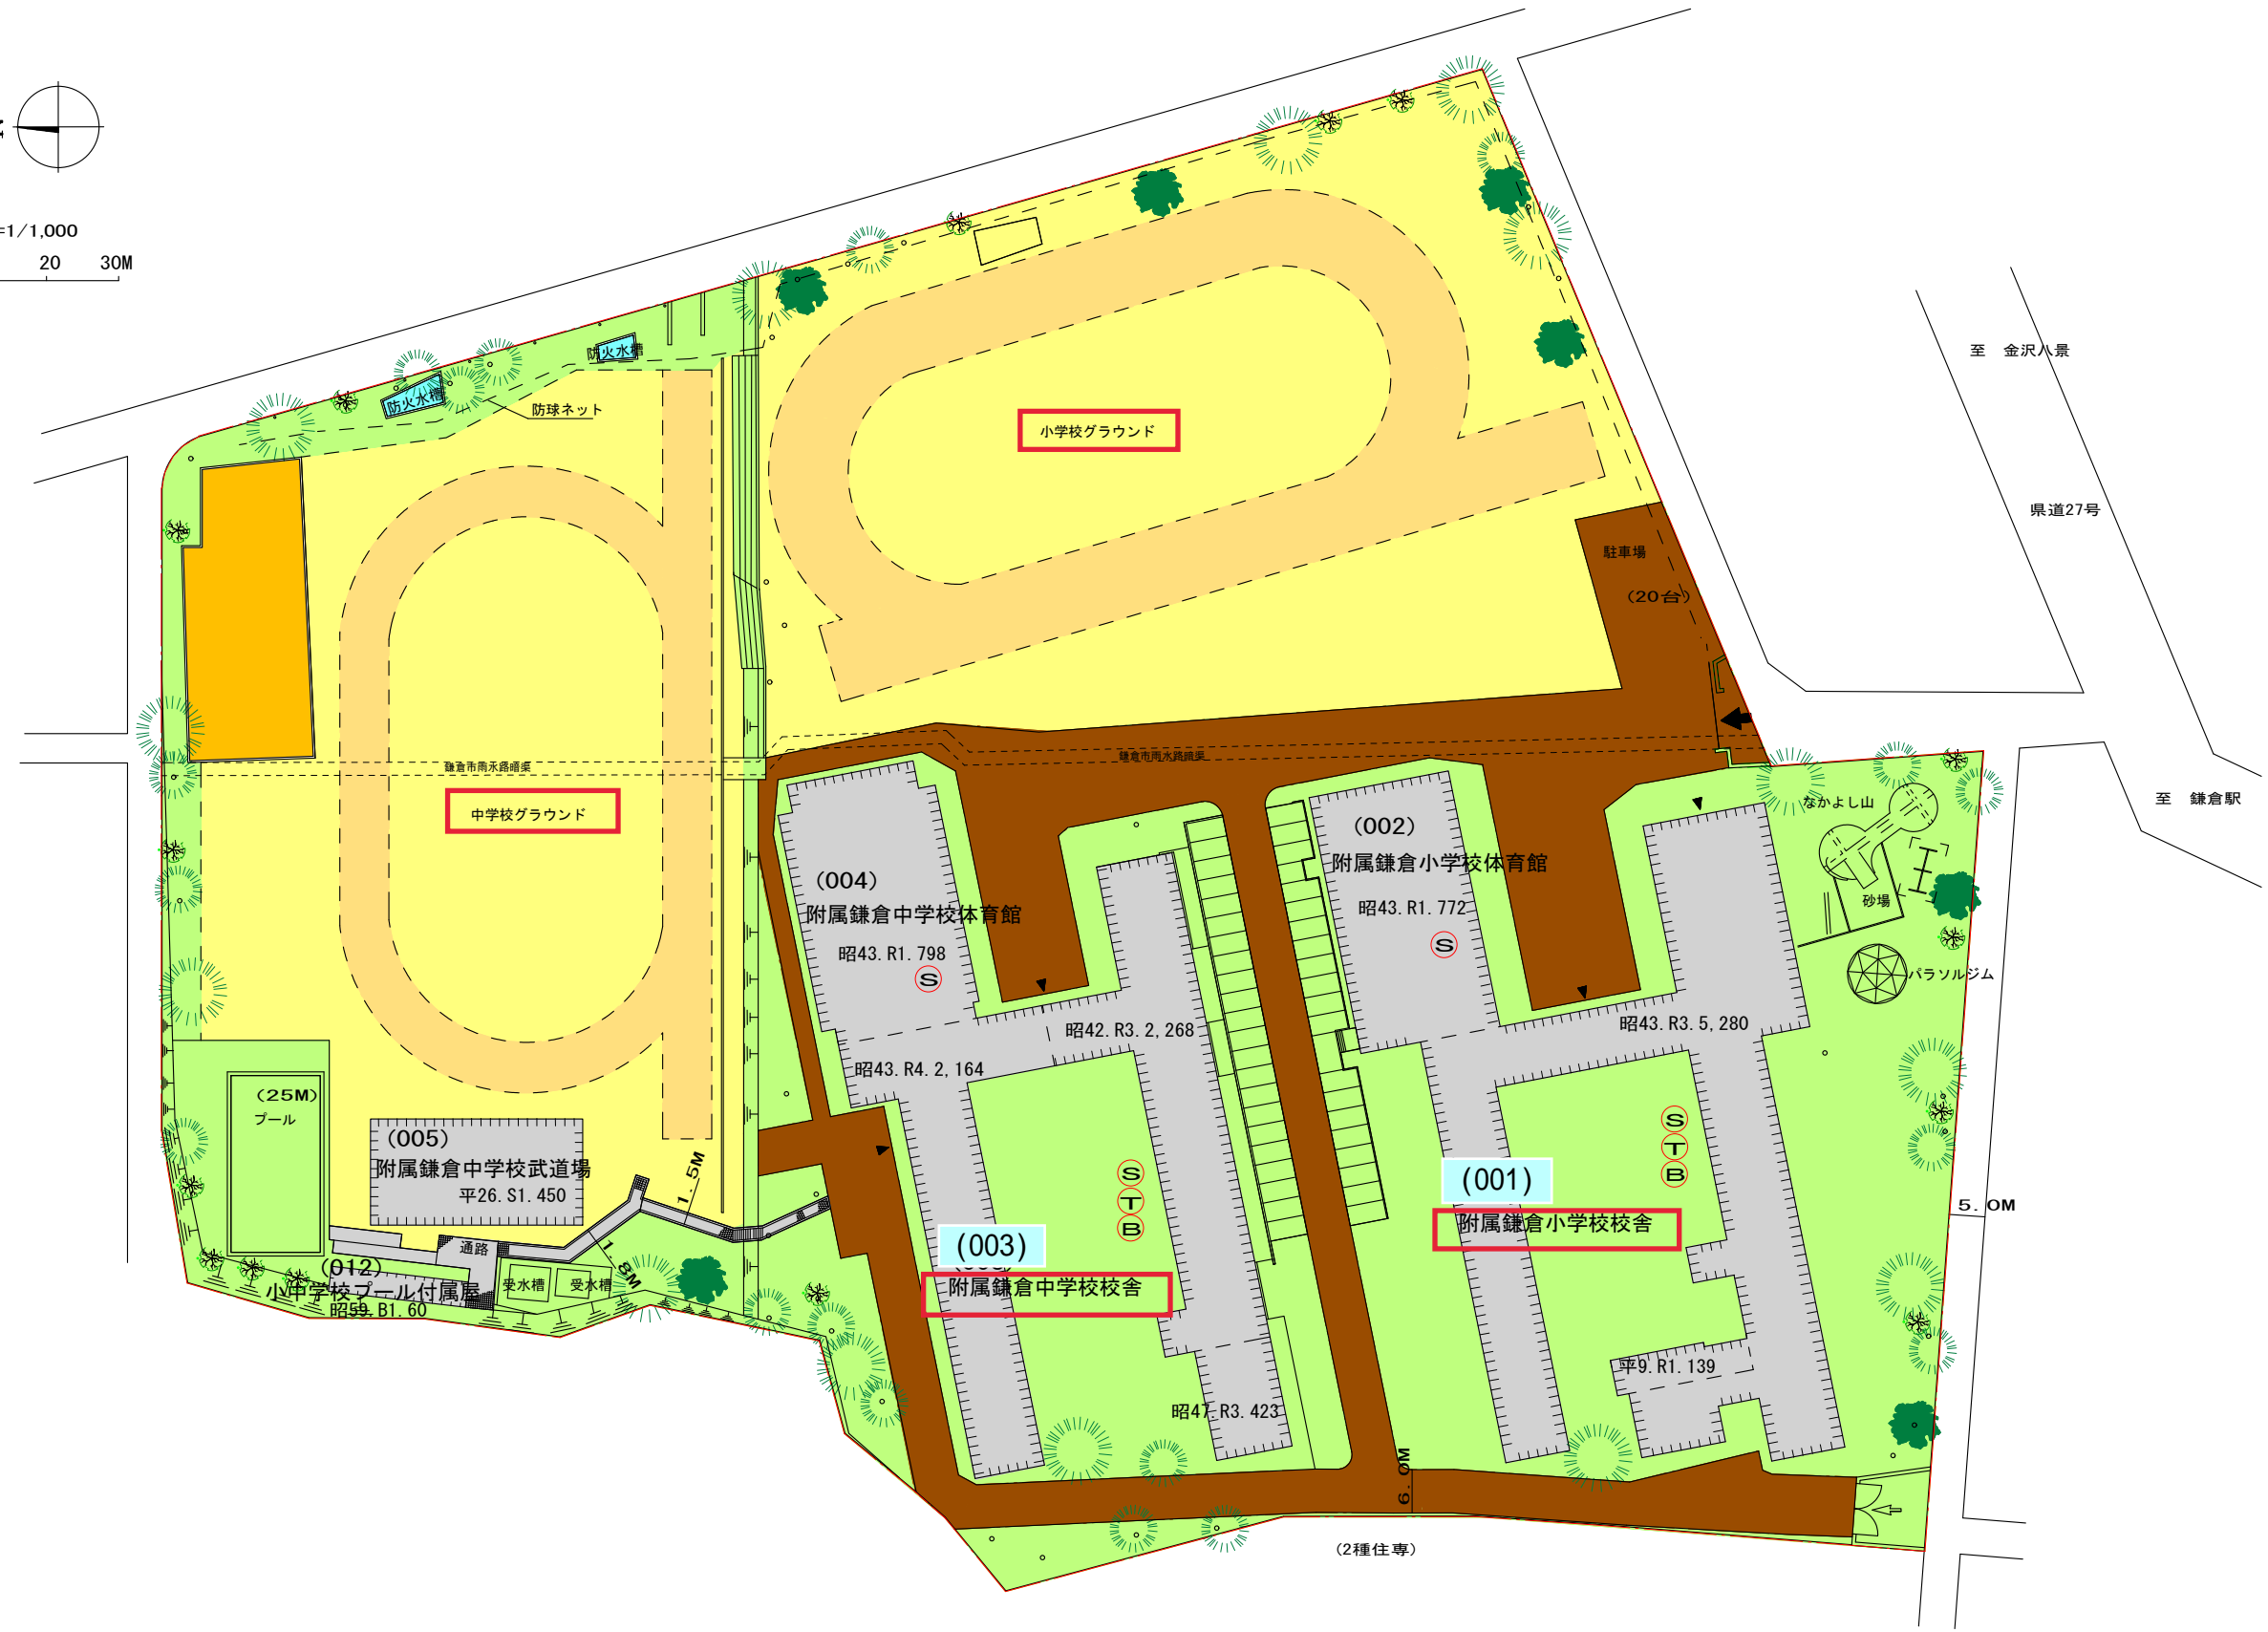 N
=1/1,000
20 30M
至 金沢八景
県道27号
至 鎌倉駅
防火水槽
防火水槽
防球ネット
小学校グラウンド
駐車場
(20台)
鎌倉市雨水路暗渠
鎌倉市雨水路暗渠
中学校グラウンド
なかよし山
砂場
パラソルジム
(002)
附属鎌倉小学校体育館
昭43.R1.772
S
(004)
附属鎌倉中学校体育館
昭43.R1.798
S
昭42.R3.2,268
昭43.R4.2,164
昭43.R3.5,280
(25M)
プール
(005)
附属鎌倉中学校武道場
平26.S1.450
1.5M
1.8M
通路
受水槽
受水槽
(012)
小中学校プール付属屋
昭59.B1.60
S
T
B
S
T
B
(001)
附属鎌倉小学校校舎
(003)
附属鎌倉中学校校舎
5.0M
平9.R1.139
昭47.R3.423
6.0M
(2種住専)